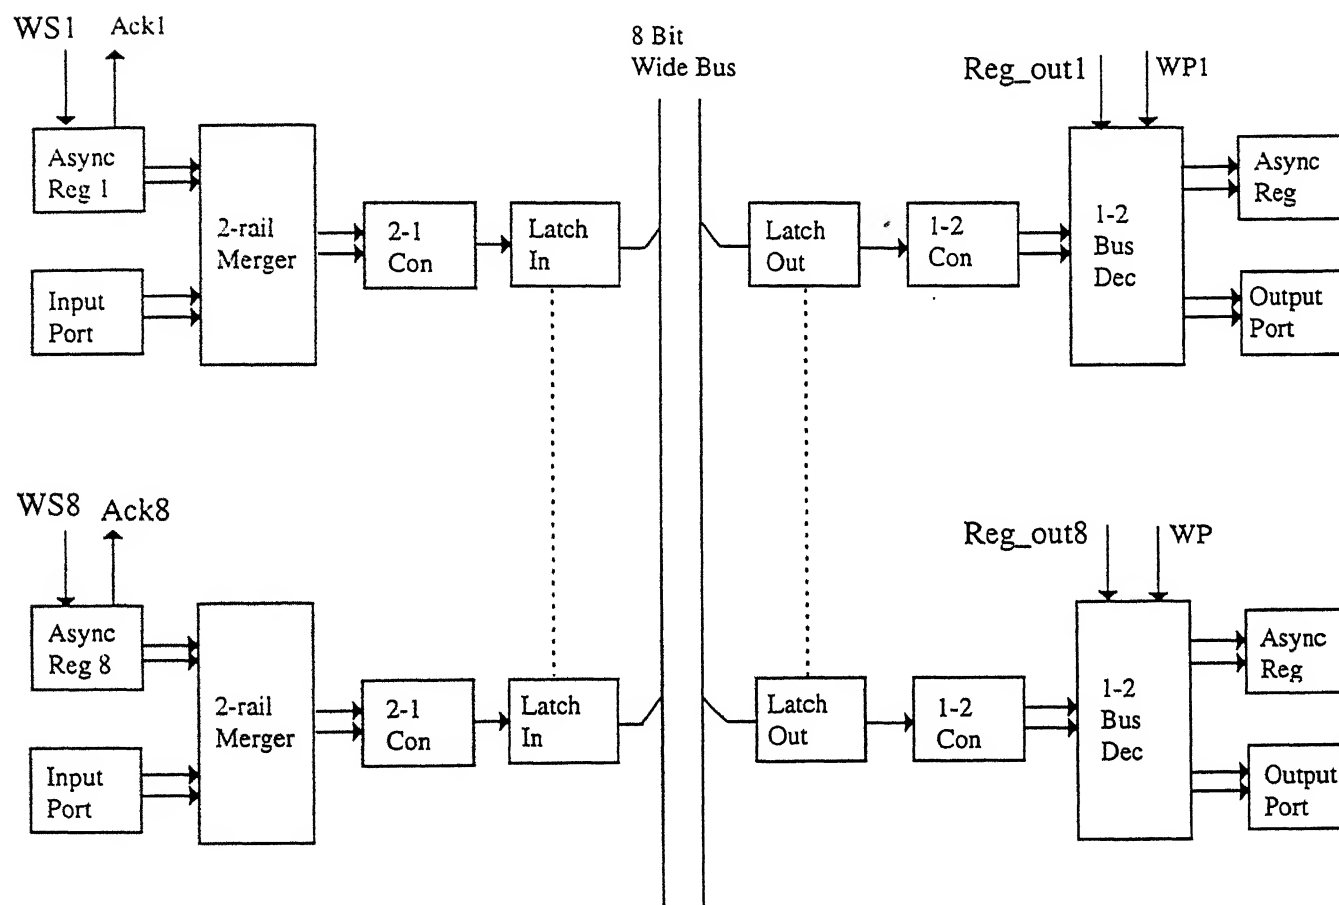 WS1
Ack1
8 Bit
Wide Bus
Reg_out1
WP1
Async
Reg 1
2-rail
Merger
2-1
Con
Latch
In
Latch
Out
1-2
Con
1-2
Bus
Dec
Async
Reg
Input
Port
Output
Port
WS8
Ack8
Reg_out8
WP
Async
Reg 8
2-rail
Merger
2-1
Con
Latch
In
Latch
Out
1-2
Con
1-2
Bus
Dec
Async
Reg
Input
Port
Output
Port